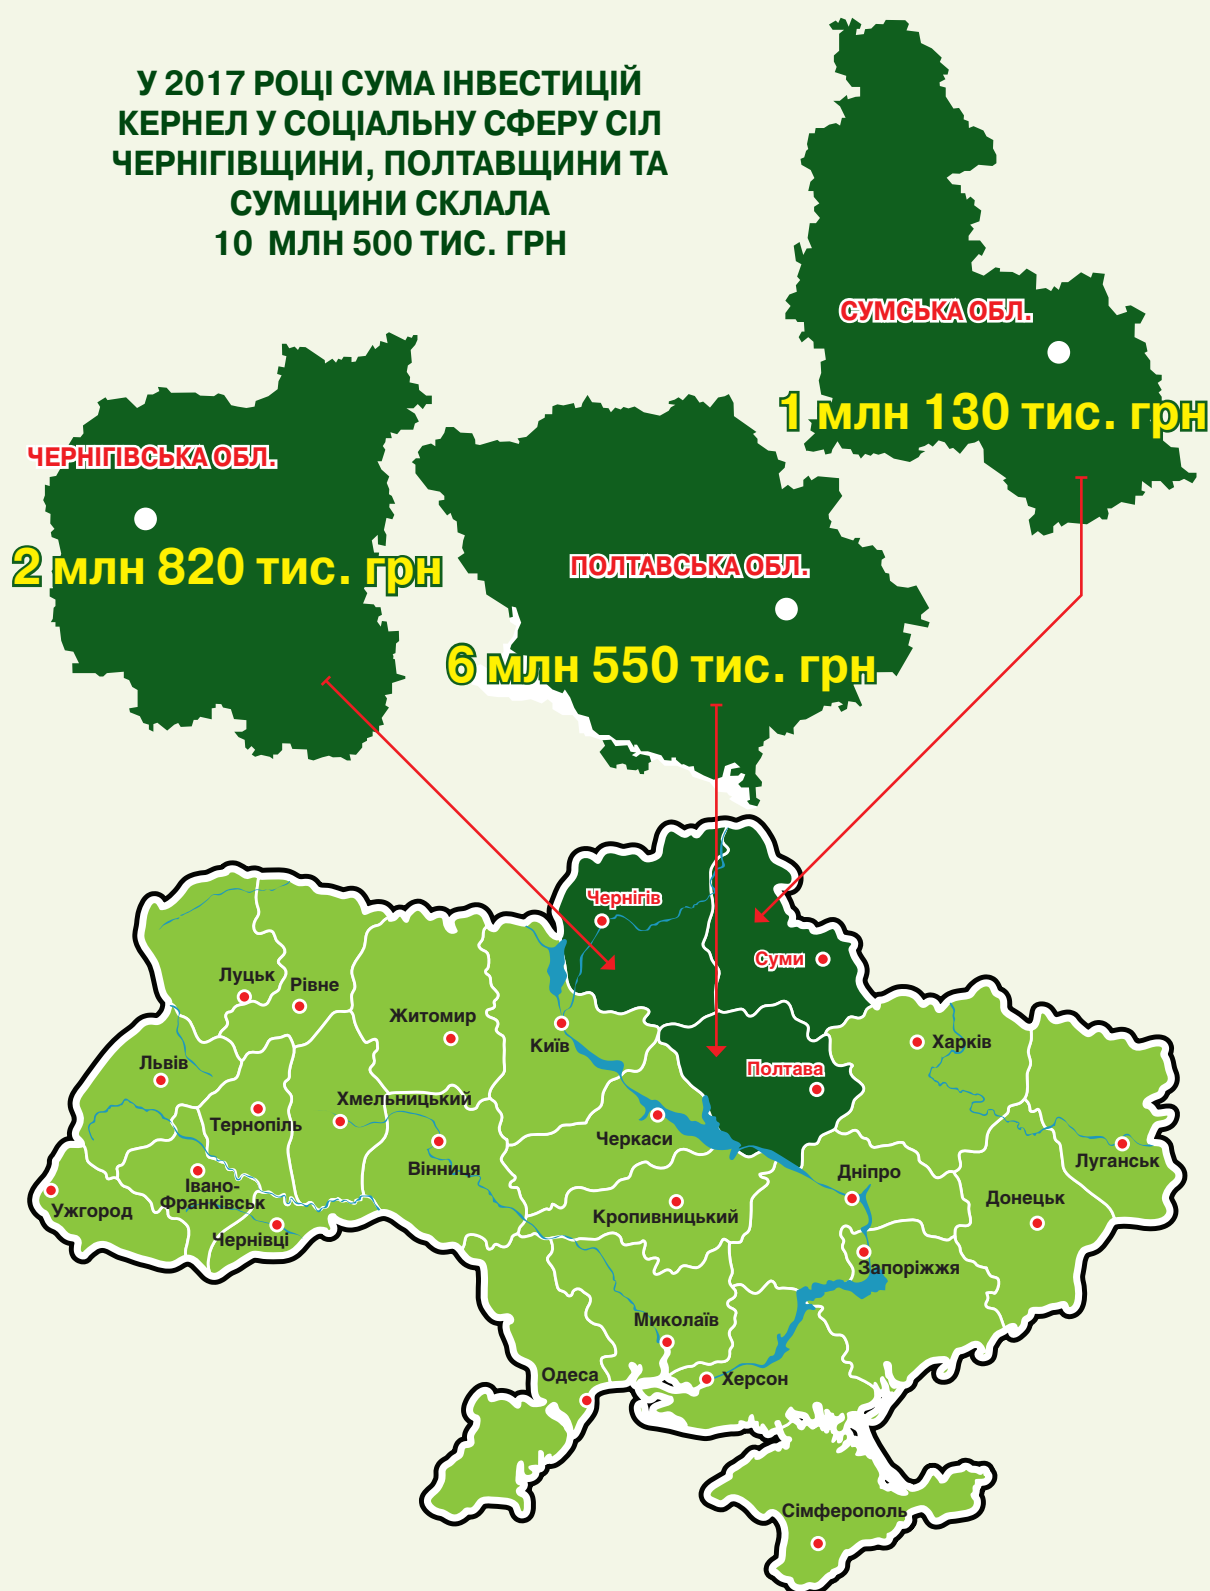 У 2017 РОЦІ СУМА ІНВЕСТИЦІЙ
КЕРНЕЛ У СОЦІАЛЬНУ СФЕРУ СІЛ
ЧЕРНІГІВЩИНИ, ПОЛТАВЩИНИ ТА
СУМЩИНИ СКЛАЛА
10 МЛН 500 ТИС. ГРН
СУМСЬКА ОБЛ.
1 млн 130 тис. грн
ЧЕРНІГІВСЬКА ОБЛ.
2 млн 820 тис. грн
ПОЛТАВСЬКА ОБЛ.
6 млн 550 тис. грн
Чернігів
Суми
Луцьк
Рівне
Житомир
Київ
Харків
Львів
Полтава
Хмельницький
Тернопіль
Черкаси
Вінниця
Луганськ
Дніпро
Івано-
Франківськ
Донецьк
Ужгород
Кропивницький
Чернівці
Запоріжжя
Миколаїв
Одеса
Херсон
Сімферополь